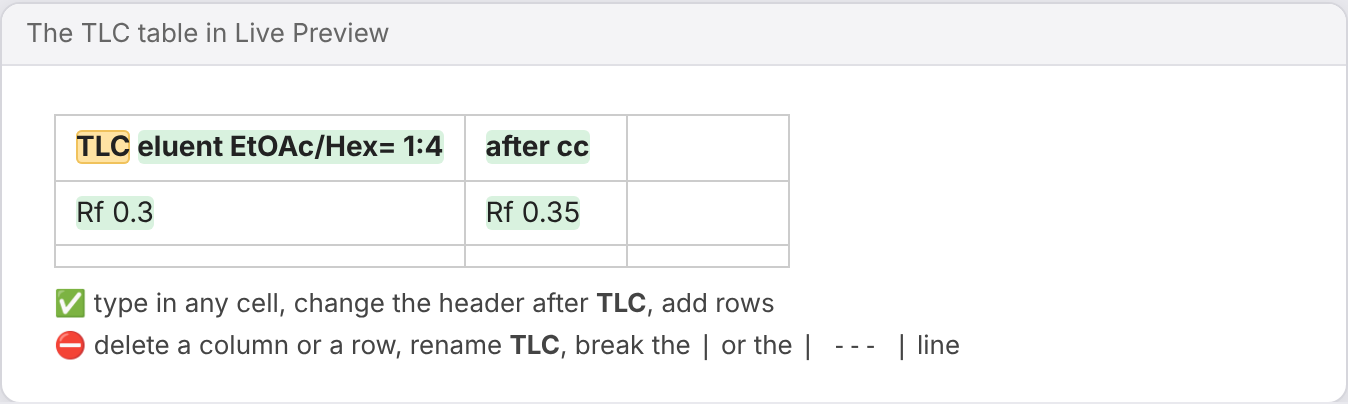 The TLC table in Live Preview
TLC eluent EtOAc/Hex= 1:4 after cc
Rf 0.3 Rf 0.35
✅ type in any cell, change the header after TLC, add rows
⛔ delete a column or a row, rename TLC, break the | or the | --- | line